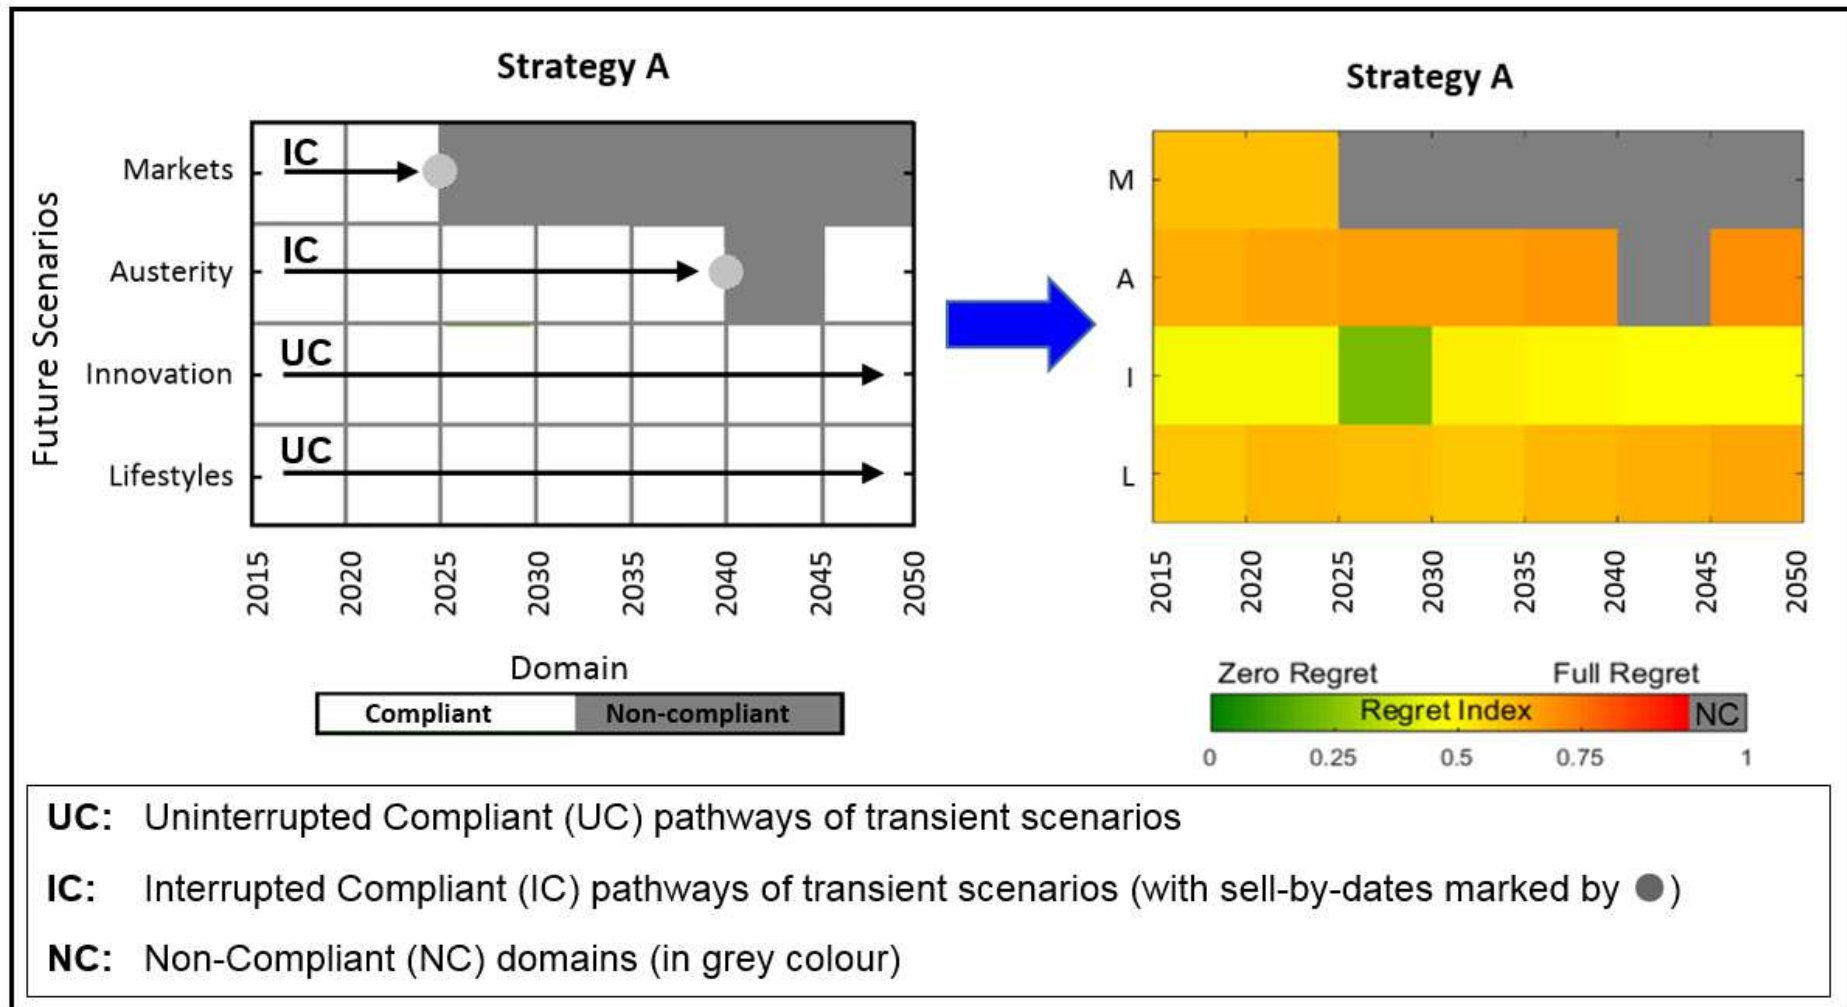 Strategy A
Future Scenarios
Markets
IC
Austerity
IC
Innovation
UC
Lifestyles
UC
2015 2020 2025 2030 2035 2040 2045 2050
Domain
Compliant Non-compliant
Strategy A
M
A
I
L
2015 2020 2025 2030 2035 2040 2045 2050
Zero Regret Full Regret
Regret Index NC
0 0.25 0.5 0.75 1
UC: Uninterrupted Compliant (UC) pathways of transient scenarios
IC: Interrupted Compliant (IC) pathways of transient scenarios (with sell-by-dates marked by ●)
NC: Non-Compliant (NC) domains (in grey colour)